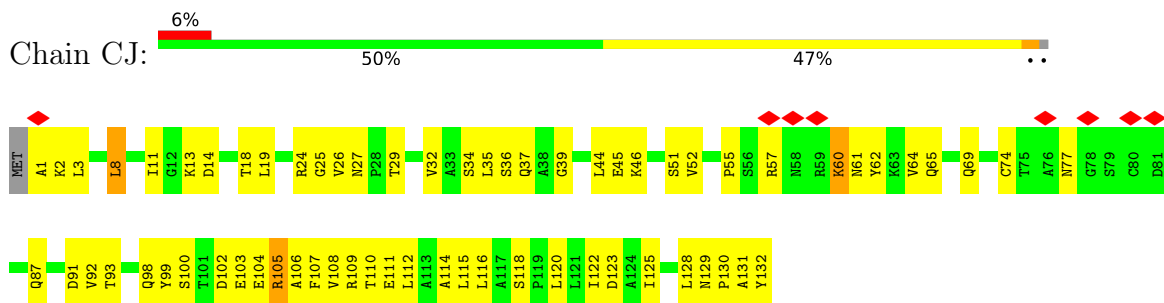 6%
Chain CJ:
50% 47% ••
MET A1 K2 L3 L8 I11 G12 K13 D14 T18 L19 R24 G25 V26 N27 P28 T29 V32 A33 S34 L35 S36 Q37 A38 G39 L44 E45 K46 S51 V52 P55 S56 R57 N58 R59 K60 N61 Y62 K63 V64 Q65 Q69 C74 T75 A76 N77 G78 S79 C80 D81
Q87 D91 V92 T93 Q98 Y99 S100 T101 D102 E103 E104 R105 A106 F107 V108 R109 T110 E111 L112 A113 A114 L115 L116 A117 S118 P119 L120 L121 I122 D123 A124 I125 L128 N129 P130 A131 Y132